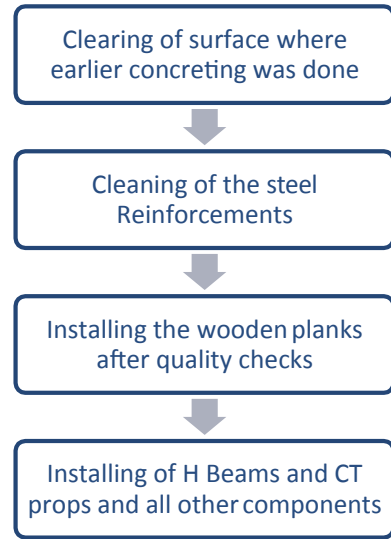 Clearing of surface where
earlier concreting was done
Cleaning of the steel
Reinforcements
Installing the wooden planks
after quality checks
Installing of H Beams and CT
props and all other components